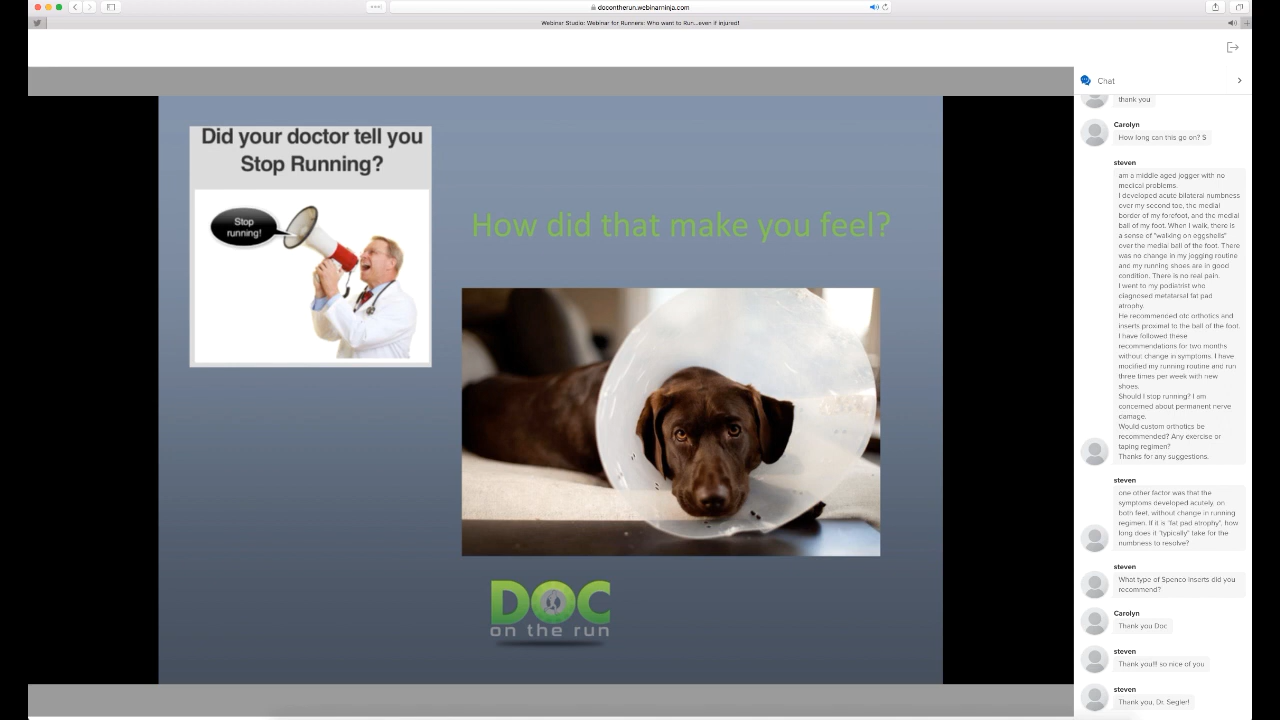 docontherun.webinarninja.com
Webinar Studio: Webinar for Runners: Who want to Run...even if injured!
Did your doctor tell you
Stop Running?
Stop
running!
How did that make you feel?
DOC
on the run
Chat
thank you
Carolyn
How long can this go on? S
steven
am a middle aged jogger with no
medical problems.
I developed acute bilateral numbness
over my second toe, the medial
border of my forefoot, and the medial
ball of my foot. When I walk, there is
a sense of "walking on eggshells"
over the medial ball of the foot. There
was no change in my jogging routine
and my running shoes are in good
condition. There is no real pain.
I went to my podiatrist who
diagnosed metatarsal fat pad
atrophy.
He recommended otc orthotics and
inserts proximal to the ball of the foot.
I have followed these
recommendations for two months
without change in symptoms. I have
modified my running routine and run
three times per week with new
shoes.
Should I stop running? I am
concerned about permanent nerve
damage.
Would custom orthotics be
recommended? Any exercise or
taping regimen?
Thanks for any suggestions.
steven
one other factor was that the
symptoms developed acutely, on
both feet, without change in running
regimen. If it is "fat pad atrophy", how
long does it "typically" take for the
numbness to resolve?
steven
What type of Spenco inserts did you
recommend?
Carolyn
Thank you Doc
steven
Thank you!!! so nice of you
steven
Thank you, Dr. Segler!